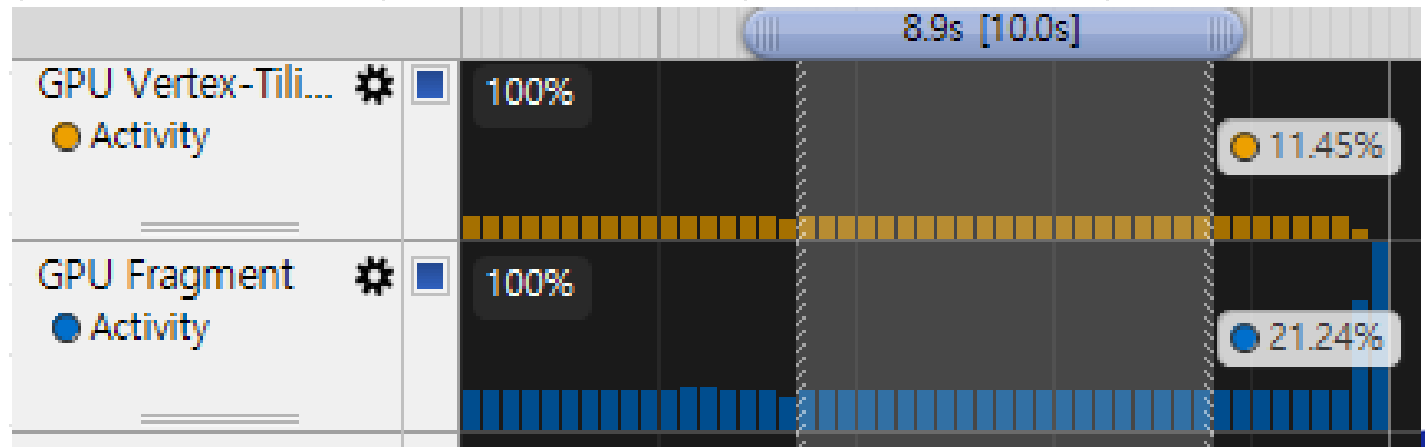 8.9s [10.0s]
GPU Vertex-Tili...
Activity
100%
11.45%
GPU Fragment
Activity
100%
21.24%